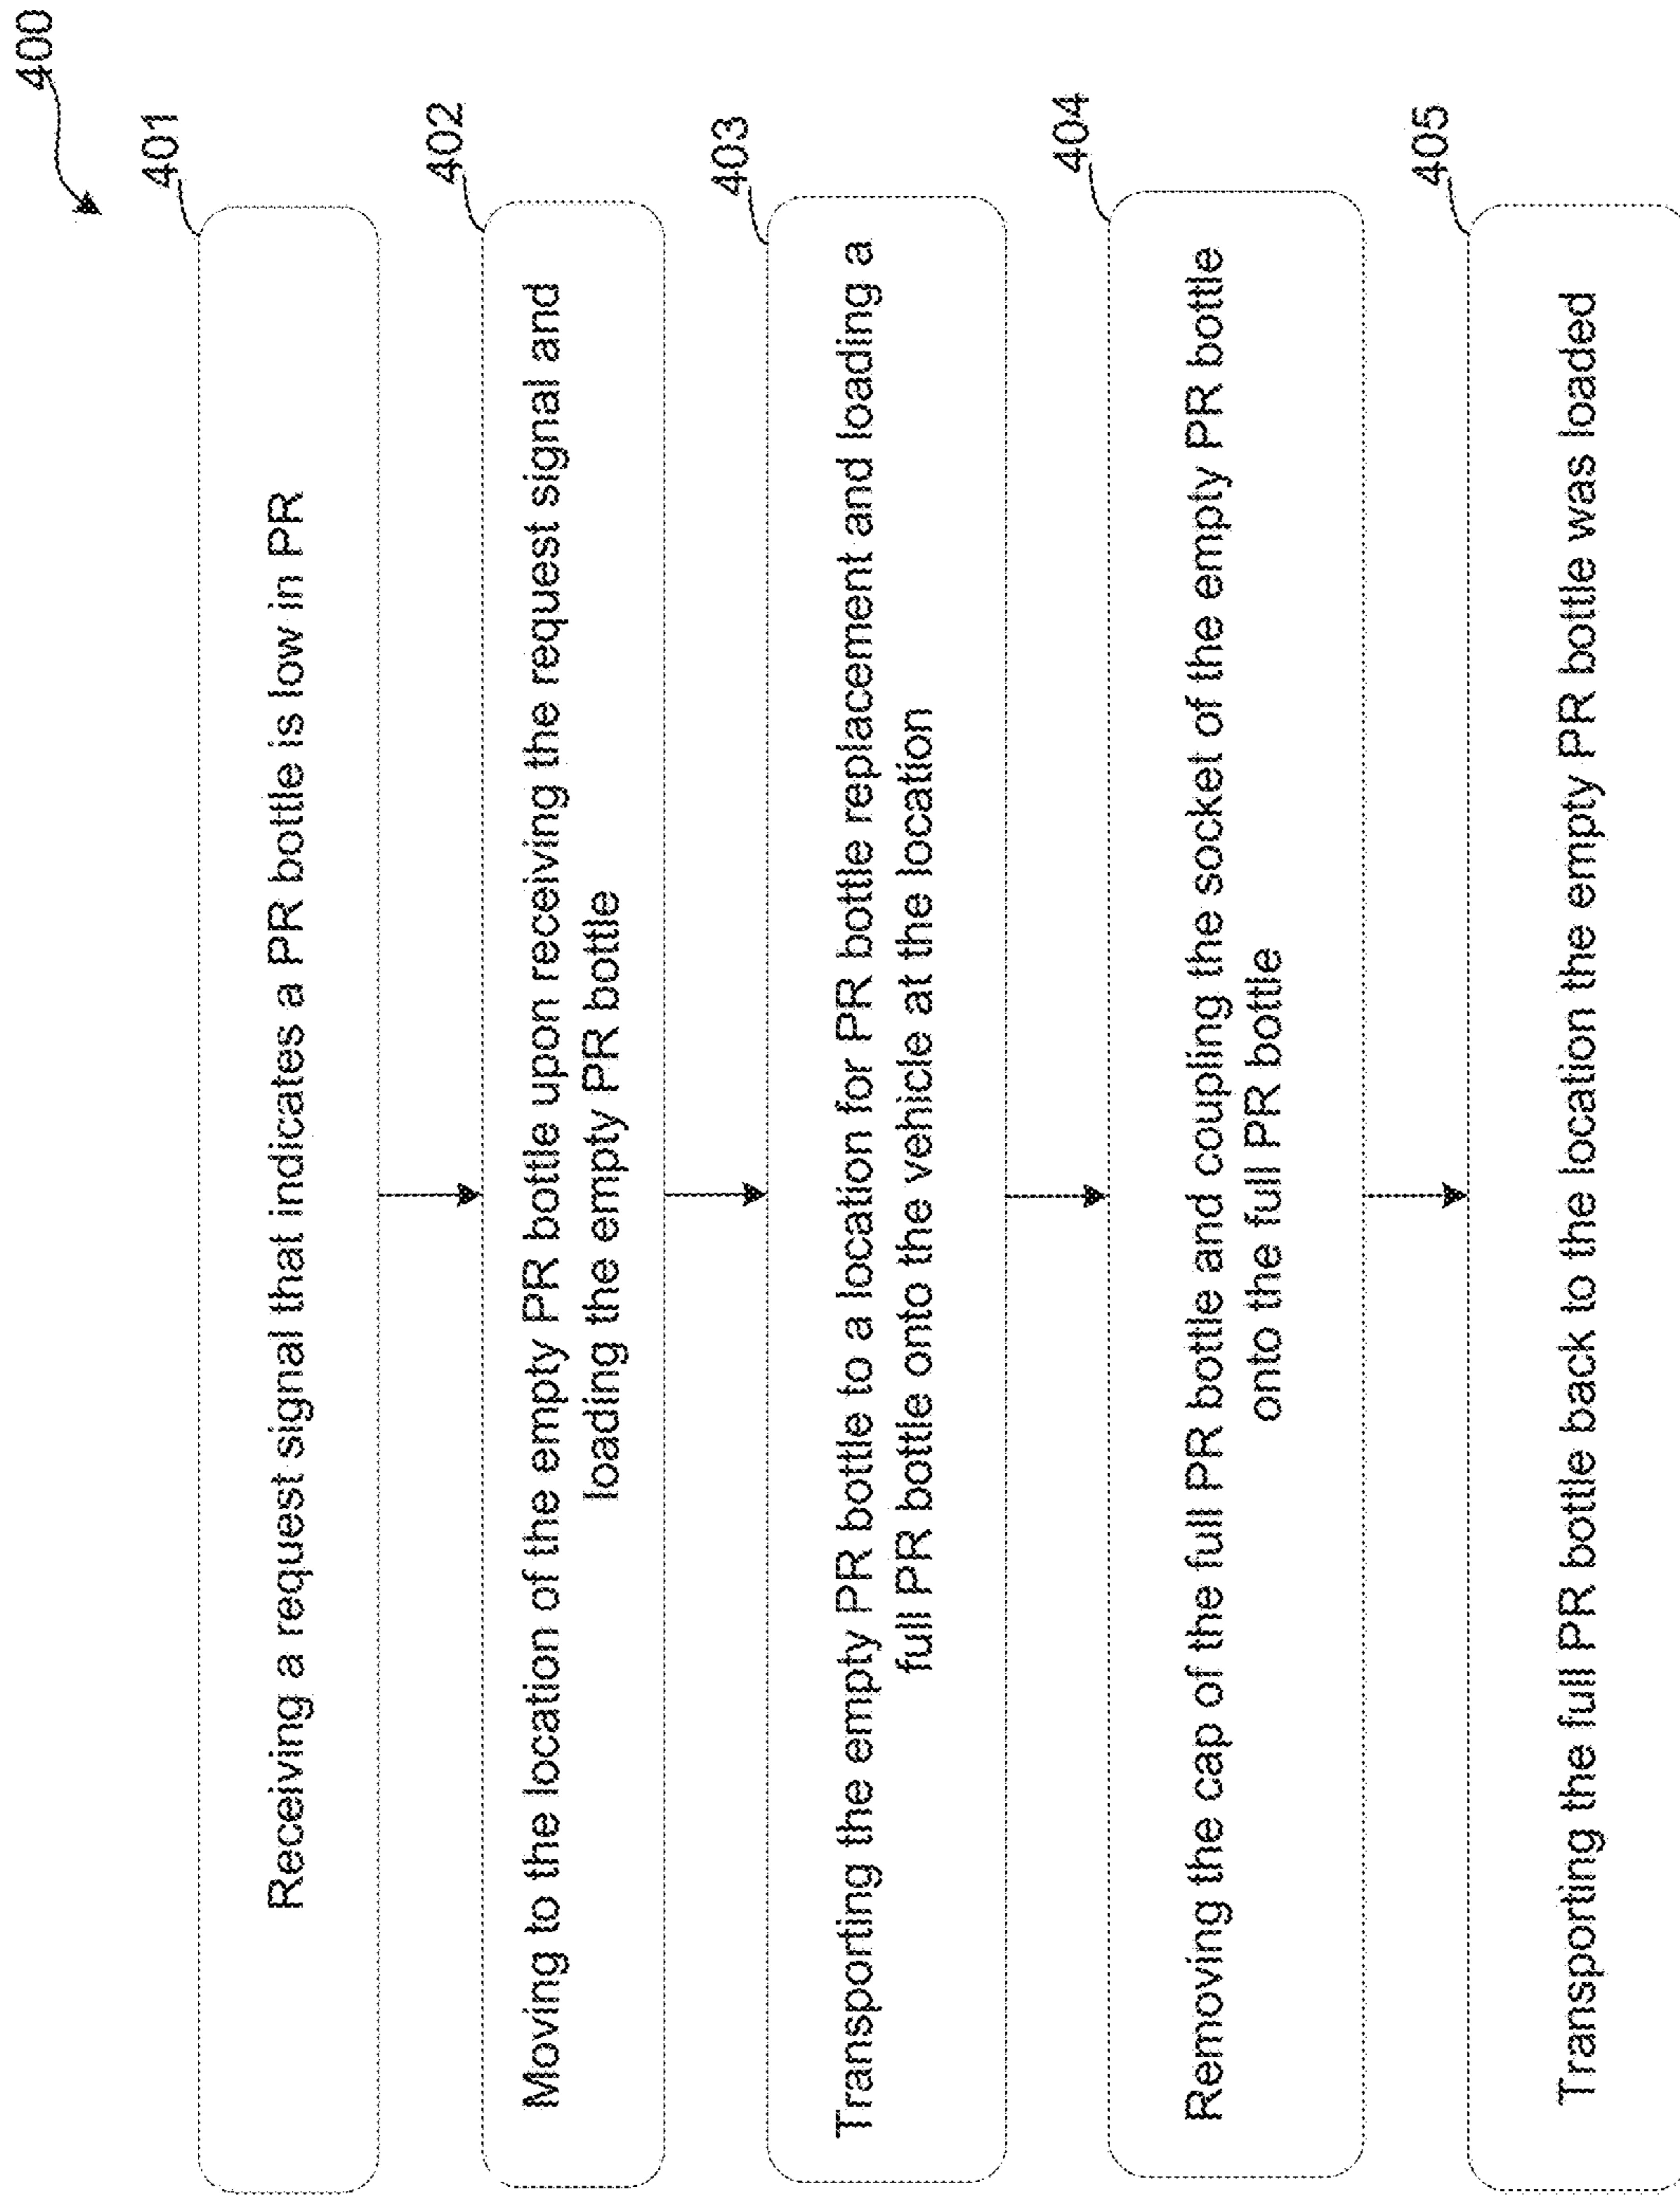 400
401
Receiving a request signal that indicates a PR bottle is low in PR
402
Moving to the location of the empty PR bottle upon receiving the request signal and
loading the empty PR bottle
403
Transporting the empty PR bottle to a location for PR bottle replacement and loading a
full PR bottle onto the vehicle at the location
404
Removing the cap of the full PR bottle and coupling the socket of the empty PR bottle
onto the full PR bottle
405
Transporting the full PR bottle back to the location the empty PR bottle was loaded